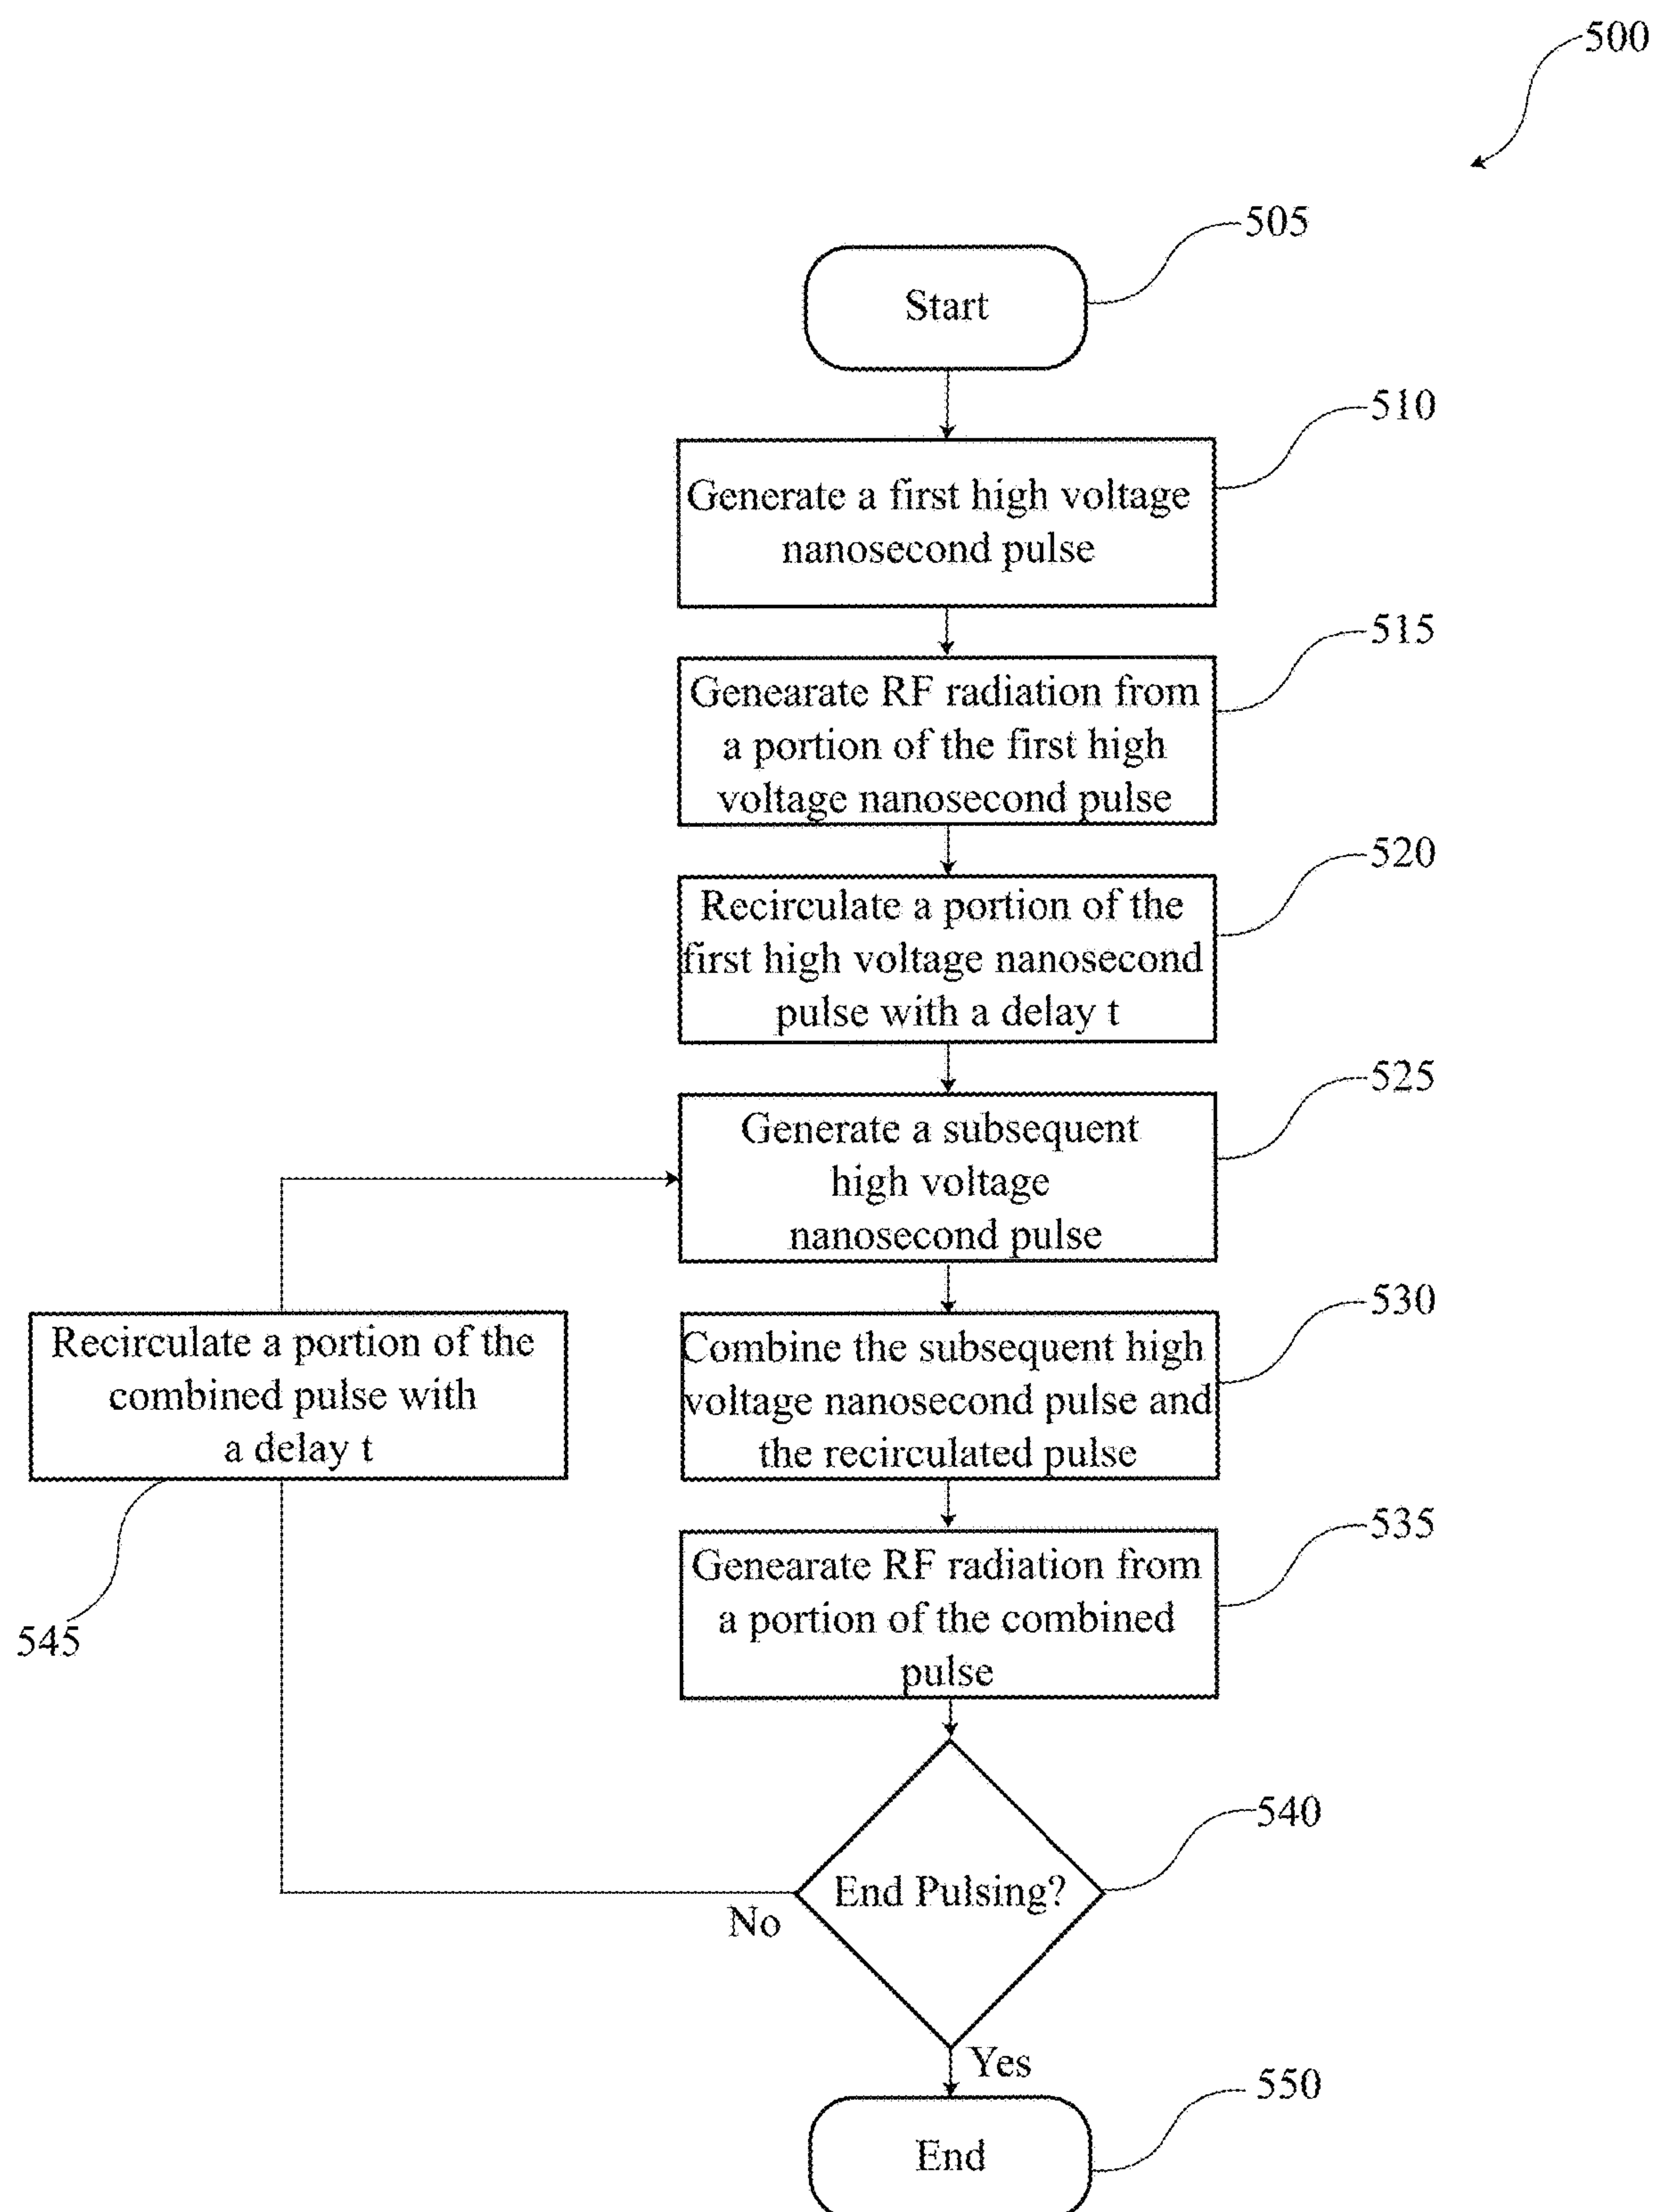 500
505
Start
510
Generate a first high voltage
nanosecond pulse
515
Genearate RF radiation from
a portion of the first high
voltage nanosecond pulse
520
Recirculate a portion of the
first high voltage nanosecond
pulse with a delay t
525
Generate a subsequent
high voltage
nanosecond pulse
530
Combine the subsequent high
voltage nanosecond pulse and
the recirculated pulse
Recirculate a portion of the
combined pulse with
a delay t
545
535
Genearate RF radiation from
a portion of the combined
pulse
540
End Pulsing?
No
Yes
550
End